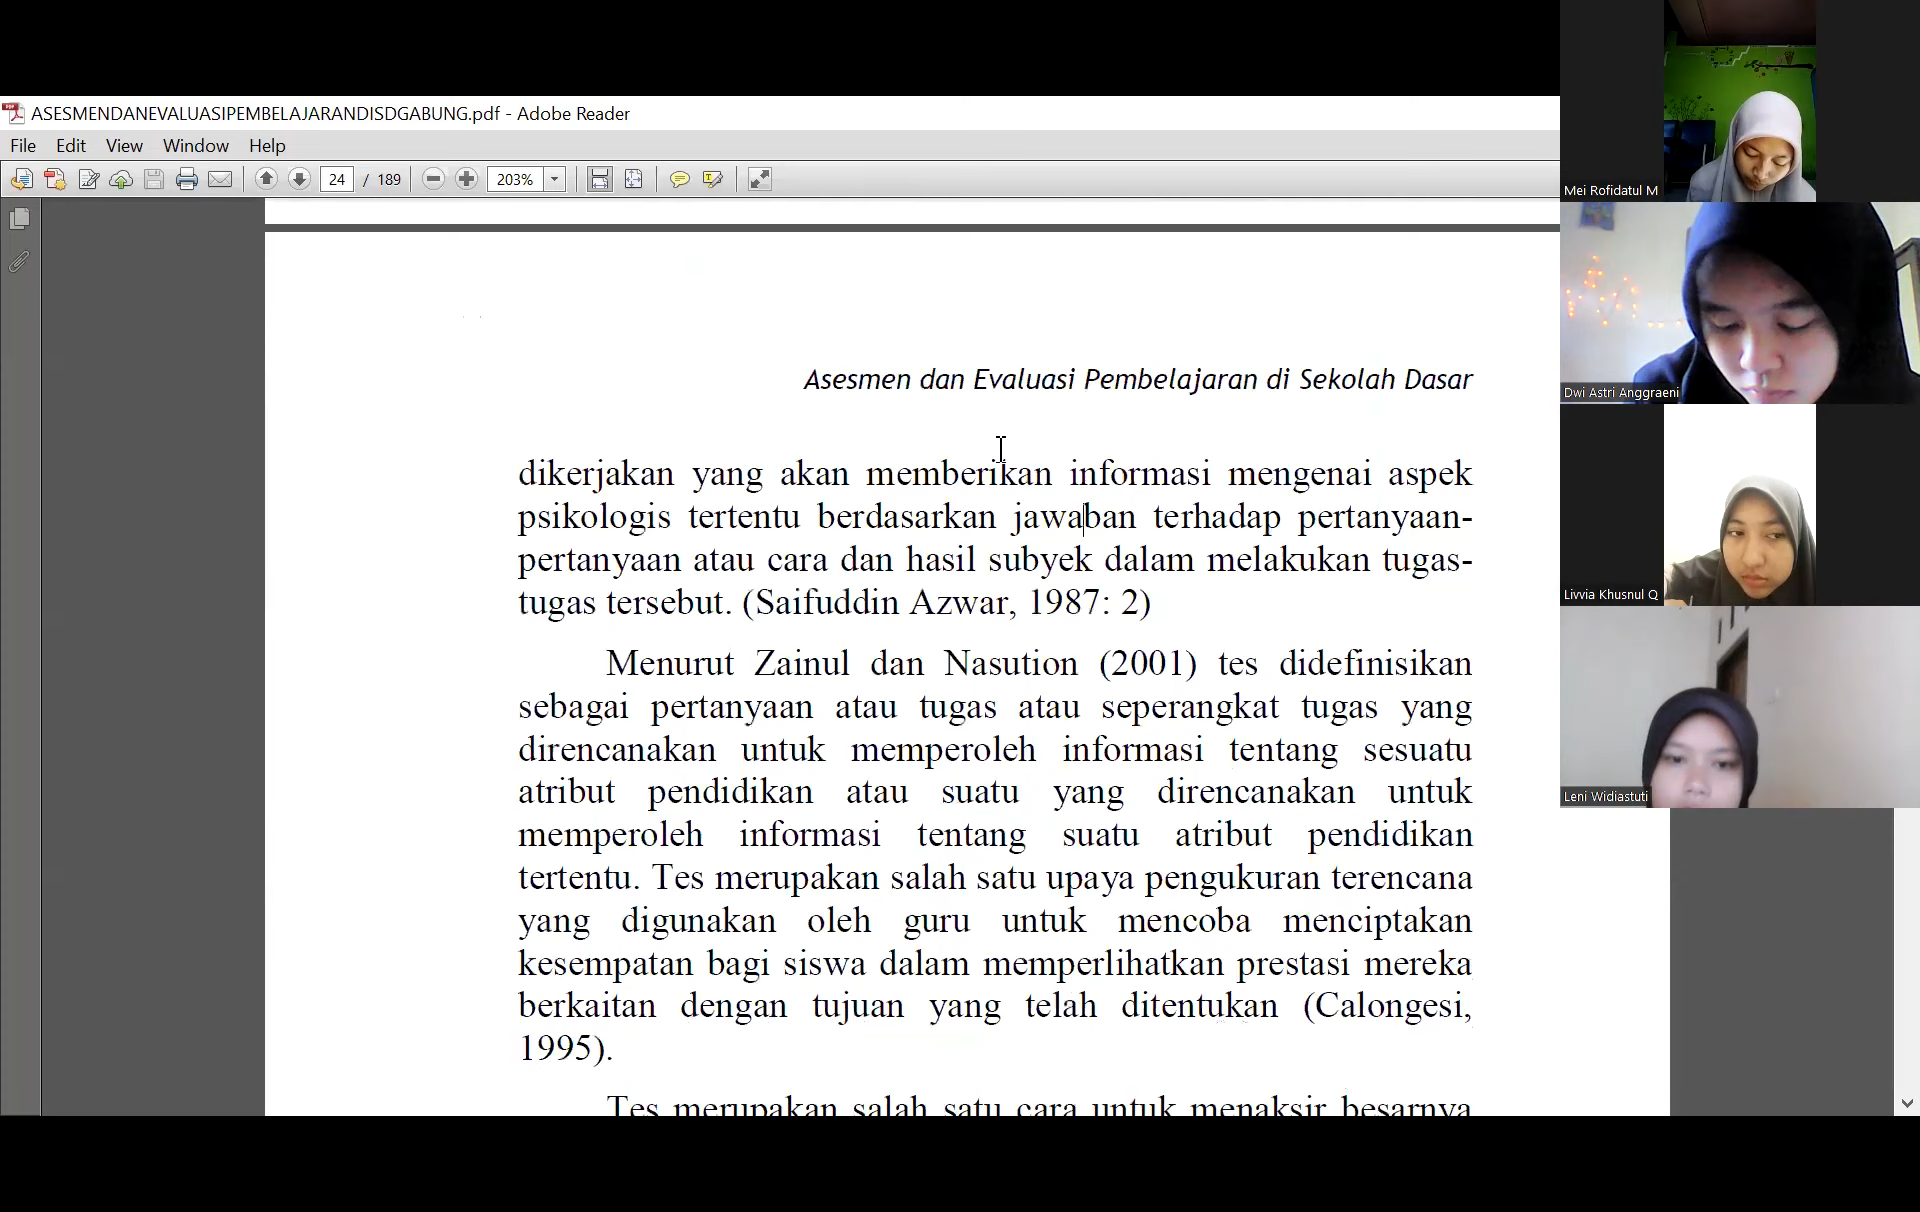 ASESMENDANEVALUASIPEMBELAJARANDISDGABUNG.pdf - Adobe Reader
File Edit View Window Help
24 / 189 203%
Asesmen dan Evaluasi Pembelajaran di Sekolah Dasar
dikerjakan yang akan memberikan informasi mengenai aspek
psikologis tertentu berdasarkan jawaban terhadap pertanyaan-
pertanyaan atau cara dan hasil subyek dalam melakukan tugas-
tugas tersebut. (Saifuddin Azwar, 1987: 2)
Menurut Zainul dan Nasution (2001) tes didefinisikan
sebagai pertanyaan atau tugas atau seperangkat tugas yang
direncanakan untuk memperoleh informasi tentang sesuatu
atribut pendidikan atau suatu yang direncanakan untuk
memperoleh informasi tentang suatu atribut pendidikan
tertentu. Tes merupakan salah satu upaya pengukuran terencana
yang digunakan oleh guru untuk mencoba menciptakan
kesempatan bagi siswa dalam memperlihatkan prestasi mereka
berkaitan dengan tujuan yang telah ditentukan (Calongesi,
1995).
Tes merupakan salah satu cara untuk menaksir besarnya
Mei Rofidatul M
Dwi Astri Anggraeni
Livvia Khusnul Q
Leni Widiastuti